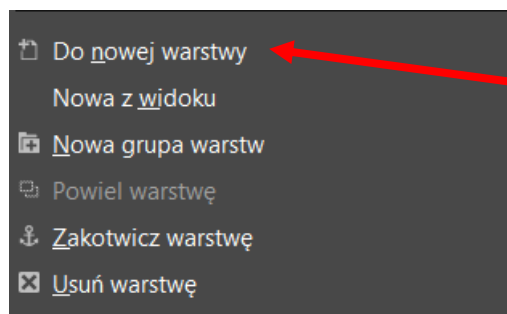 Do nowej warstwy
Nowa z widoku
Nowa grupa warstw
Powiel warstwę
Zakotwicz warstwę
Usuń warstwę